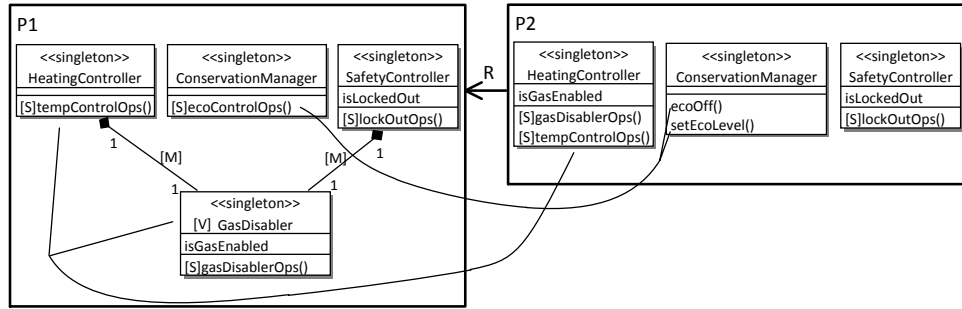 P1
<<singleton>>
HeatingController
[S]tempControlOps()
<<singleton>>
ConservationManager
[S]ecoControlOps()
<<singleton>>
SafetyController
isLockedOut
[S]lockOutOps()
1
[M]
1
1
[M]
1
<<singleton>>
[V] GasDisabler
isGasEnabled
[S]gasDisablerOps()
R
P2
<<singleton>>
HeatingController
isGasEnabled
[S]gasDisablerOps()
[S]tempControlOps()
<<singleton>>
ConservationManager
ecoOff()
setEcoLevel()
<<singleton>>
SafetyController
isLockedOut
[S]lockOutOps()